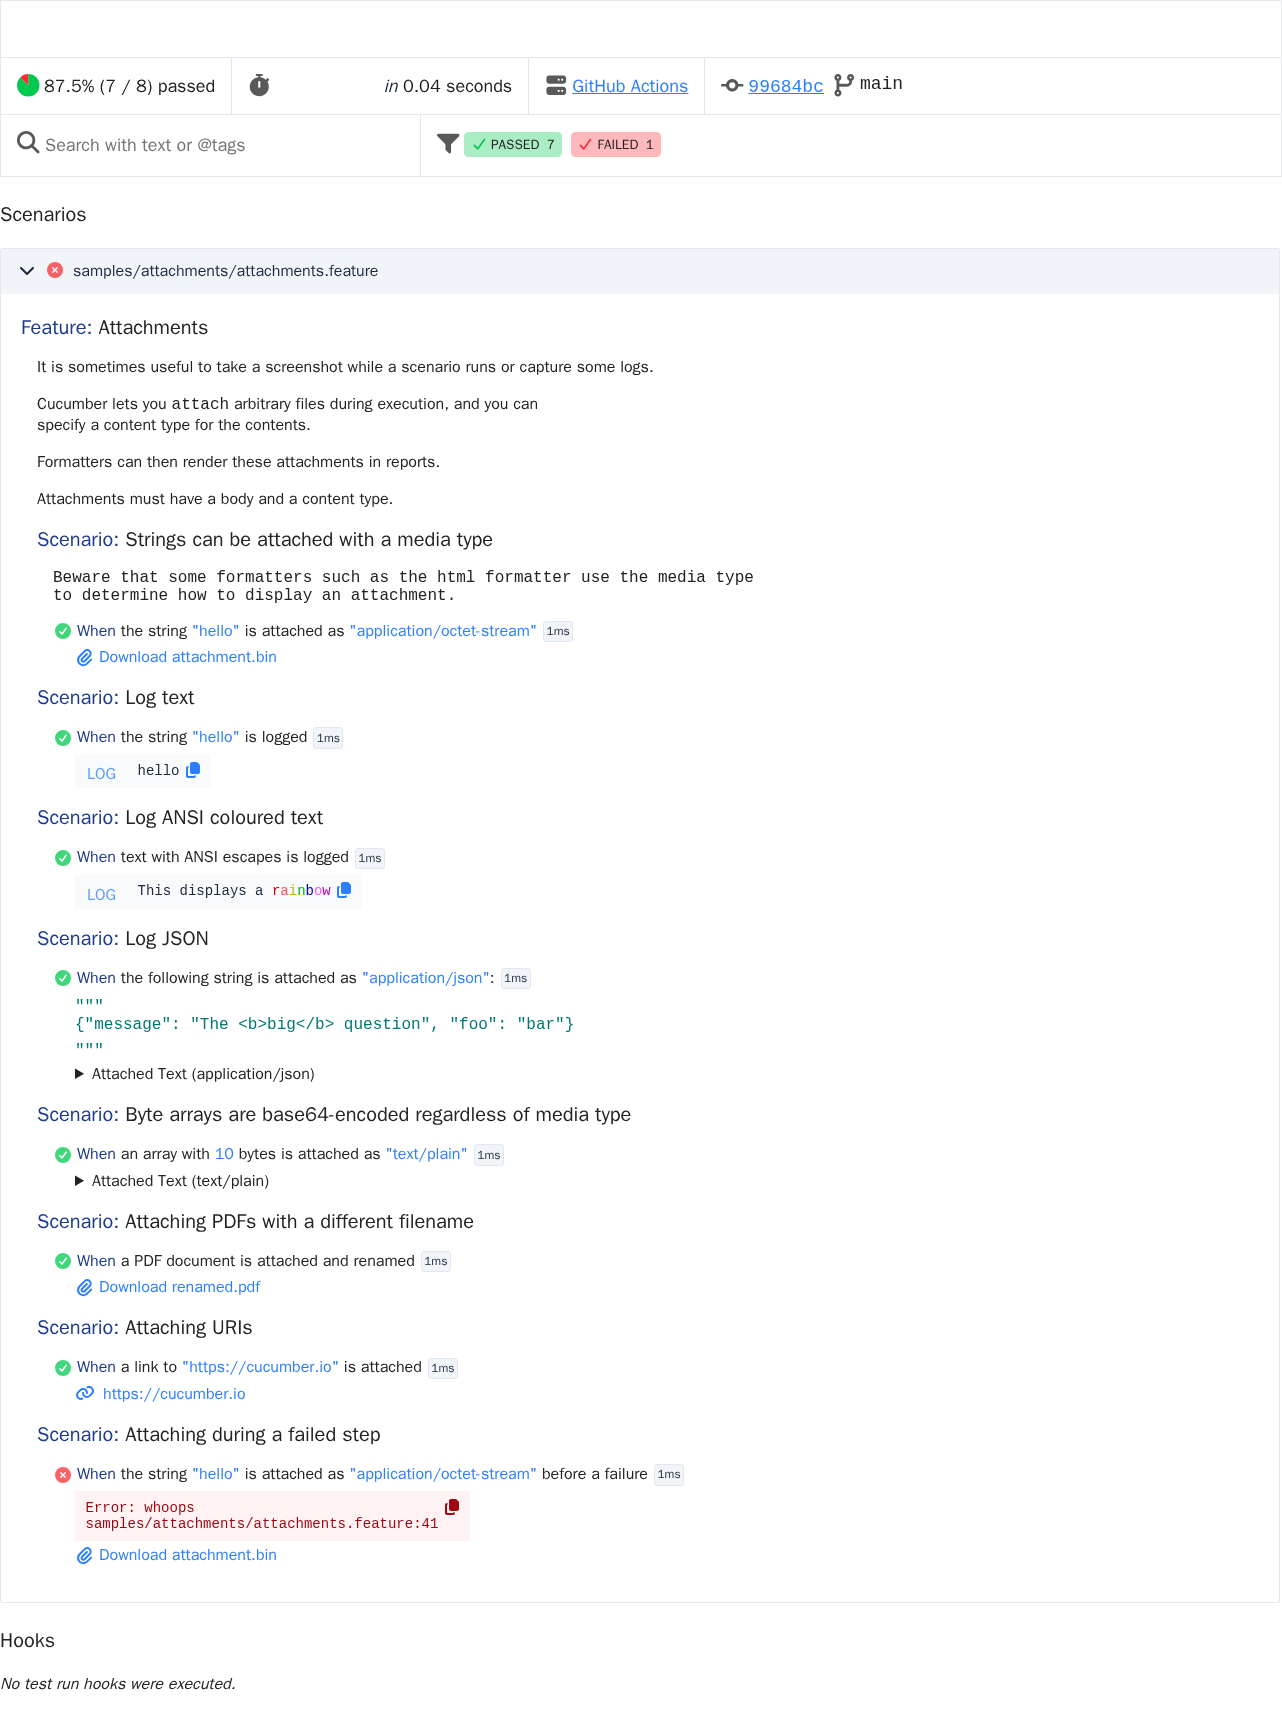 87.5% (7 / 8) passed
in 0.04 seconds
GitHub Actions
99684bc
main
Search with text or @tags
PASSED 7
FAILED 1
Scenarios
samples/attachments/attachments.feature
Feature: Attachments
It is sometimes useful to take a screenshot while a scenario runs or capture some logs.
Cucumber lets you attach arbitrary files during execution, and you can
specify a content type for the contents.
Formatters can then render these attachments in reports.
Attachments must have a body and a content type.
Scenario: Strings can be attached with a media type
Beware that some formatters such as the html formatter use the media type
to determine how to display an attachment.
When the string "hello" is attached as "application/octet-stream" 1ms
Download attachment.bin
Scenario: Log text
When the string "hello" is logged 1ms
LOG hello
Scenario: Log ANSI coloured text
When text with ANSI escapes is logged 1ms
LOG This displays a rainbow
Scenario: Log JSON
When the following string is attached as "application/json": 1ms
"""
{"message": "The <b>big</b> question", "foo": "bar"}
"""
Attached Text (application/json)
Scenario: Byte arrays are base64-encoded regardless of media type
When an array with 10 bytes is attached as "text/plain" 1ms
Attached Text (text/plain)
Scenario: Attaching PDFs with a different filename
When a PDF document is attached and renamed 1ms
Download renamed.pdf
Scenario: Attaching URIs
When a link to "https://cucumber.io" is attached 1ms
https://cucumber.io
Scenario: Attaching during a failed step
When the string "hello" is attached as "application/octet-stream" before a failure 1ms
Error: whoops
samples/attachments/attachments.feature:41
Download attachment.bin
Hooks
No test run hooks were executed.